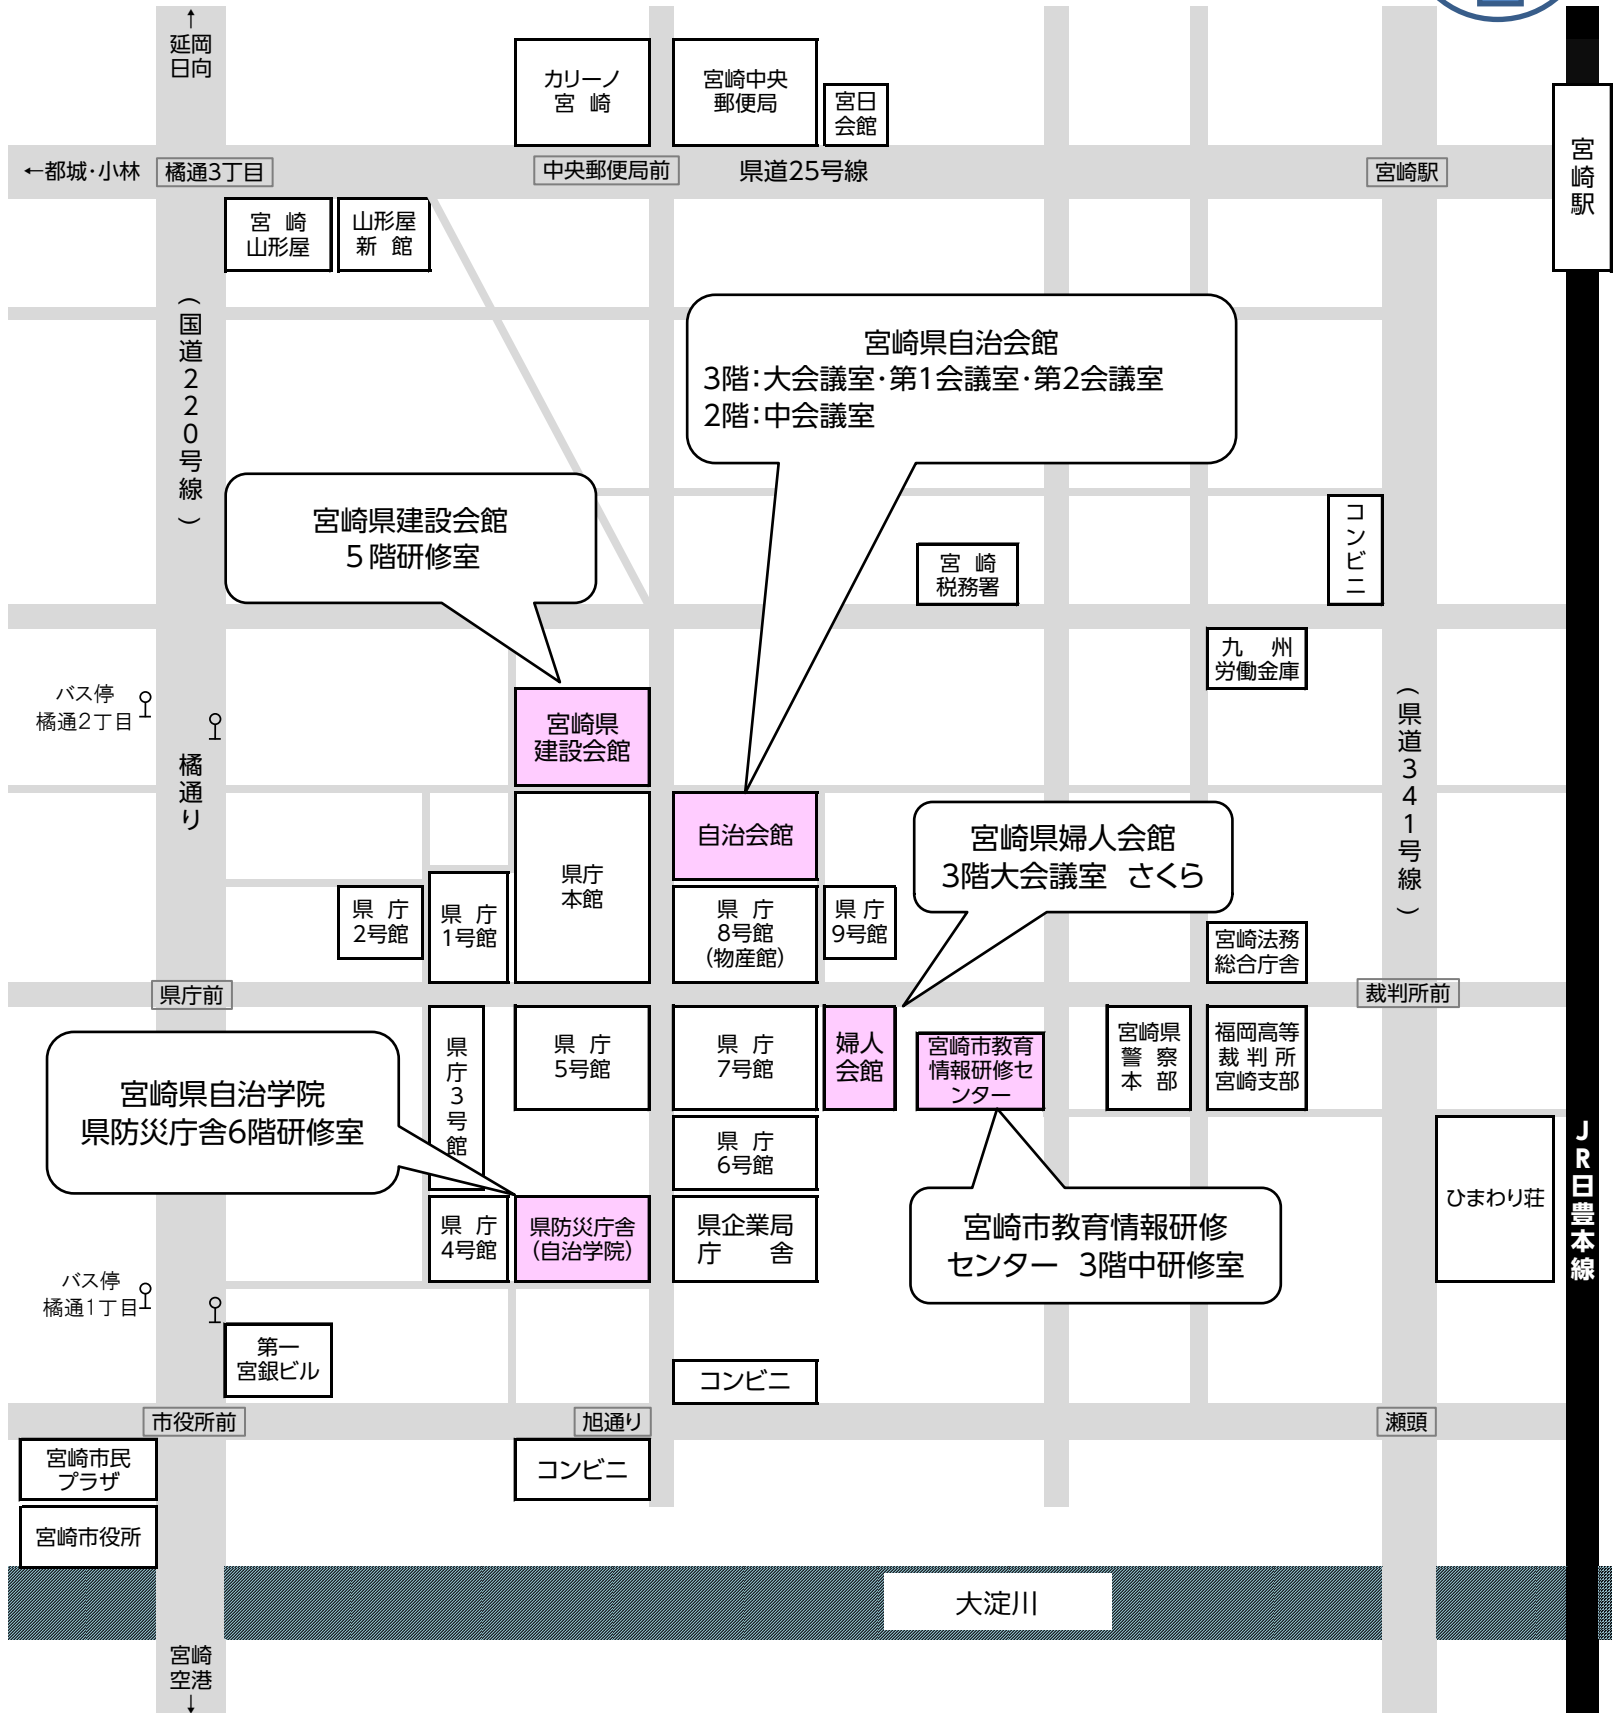 ↑
延岡
日向
カリーノ
宮 崎
宮崎中央
郵便局
宮日
会館
宮崎駅
←都城・小林
橘通3丁目
中央郵便局前
県道25号線
宮崎駅
宮 崎
山形屋
山形屋
新 館
（国道２２０号線）
宮崎県自治会館
3階：大会議室・第1会議室・第2会議室
2階：中会議室
宮崎県建設会館
５階研修室
コンビニ
宮 崎
税務署
九 州
労働金庫
バス停
橘通2丁目
橘通り
宮崎県
建設会館
（県道３４１号線）
自治会館
宮崎県婦人会館
3階大会議室 さくら
県庁
本館
県 庁
2号館
県 庁
1号館
県 庁
8号館
（物産館）
県 庁
9号館
宮崎法務
総合庁舎
県庁前
裁判所前
県庁３号館
県 庁
5号館
県 庁
7号館
婦人
会館
宮崎市教育
情報研修セ
ンター
宮崎県
警 察
本 部
福岡高等
裁 判 所
宮崎支部
宮崎県自治学院
県防災庁舎6階研修室
県 庁
6号館
ひまわり荘
ＪＲ日豊本線
県 庁
4号館
県防災庁舎
（自治学院）
県企業局
庁 舎
宮崎市教育情報研修
センター 3階中研修室
バス停
橘通1丁目
第一
宮銀ビル
コンビニ
市役所前
旭通り
瀬頭
宮崎市民
プラザ
コンビニ
宮崎市役所
大淀川
宮崎
空港
↓